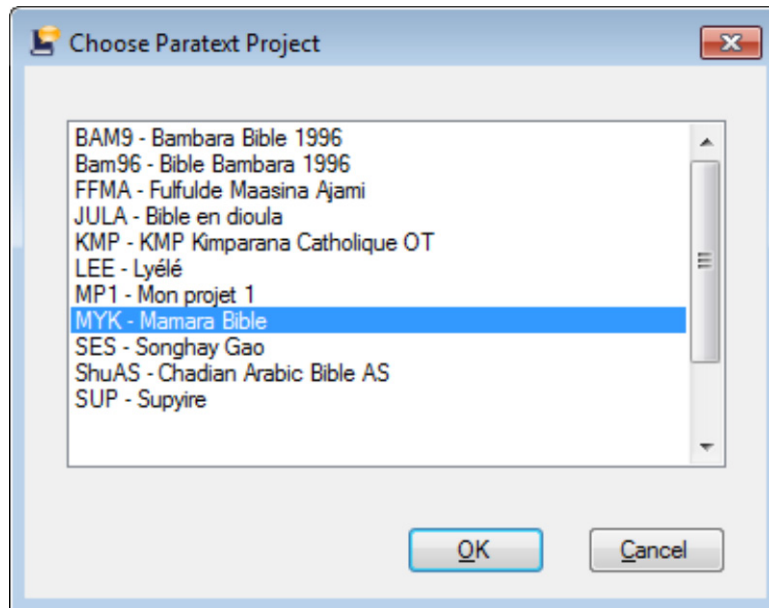 Choose Paratext Project
BAM9 - Bambara Bible 1996
Bam96 - Bible Bambara 1996
FFMA - Fulfulde Maasina Ajami
JULA - Bible en dioula
KMP - KMP Kimparana Catholique OT
LEE - Lyélé
MP1 - Mon projet 1
MYK - Mamara Bible
SES - Songhay Gao
ShuAS - Chadian Arabic Bible AS
SUP - Supyire
OK
Cancel